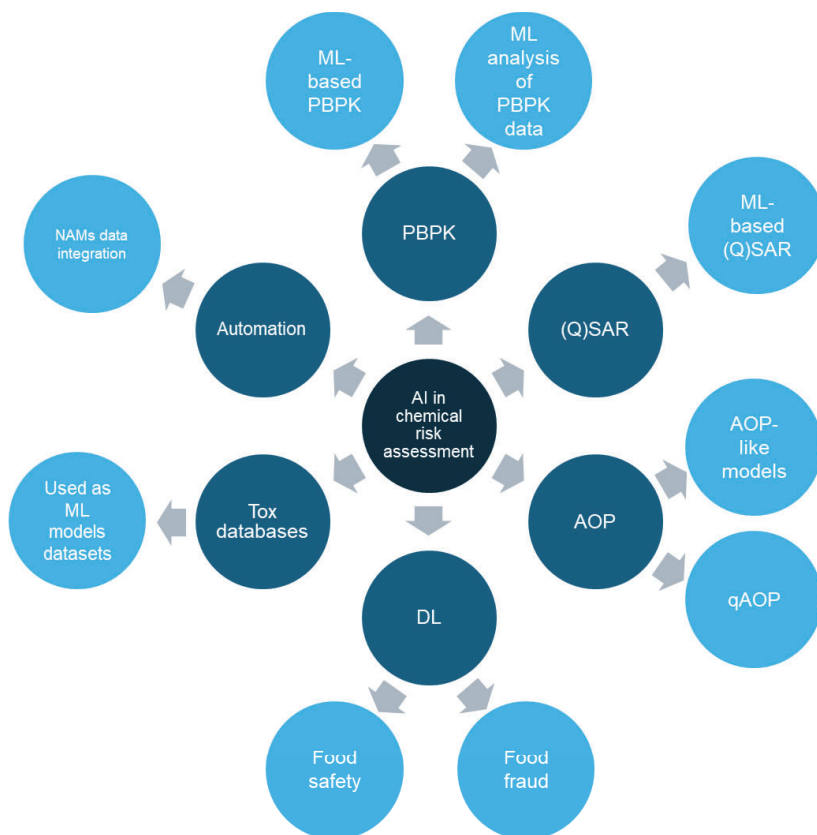 ML-
based
PBPK
ML
analysis
of
PBPK
data
NAMs data
integration
PBPK
ML-
based
(Q)SAR
Automation
(Q)SAR
AI in
chemical
risk
assessment
AOP-
like
models
Used as
ML
models
datasets
Tox
databases
AOP
qAOP
DL
Food
safety
Food
fraud